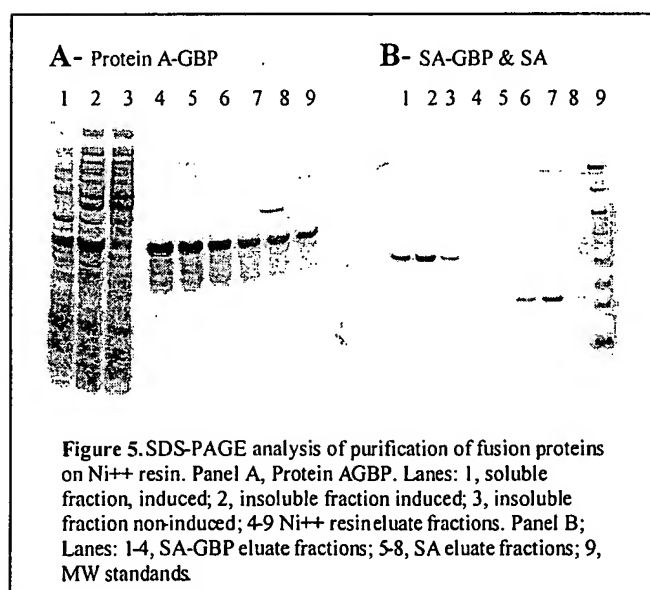 A- Protein A-GBP
B- SA-GBP & SA
1 2 3 4 5 6 7 8 9
1 2 3 4 5 6 7 8 9
Figure 5. SDS-PAGE analysis of purification of fusion proteins
on Ni++ resin. Panel A, Protein AGBP. Lanes: 1, soluble
fraction, induced; 2, insoluble fraction induced; 3, insoluble
fraction non-induced; 4-9 Ni++ resin eluate fractions. Panel B;
Lanes: 1-4, SA-GBP eluate fractions; 5-8, SA eluate fractions; 9,
MW standands.